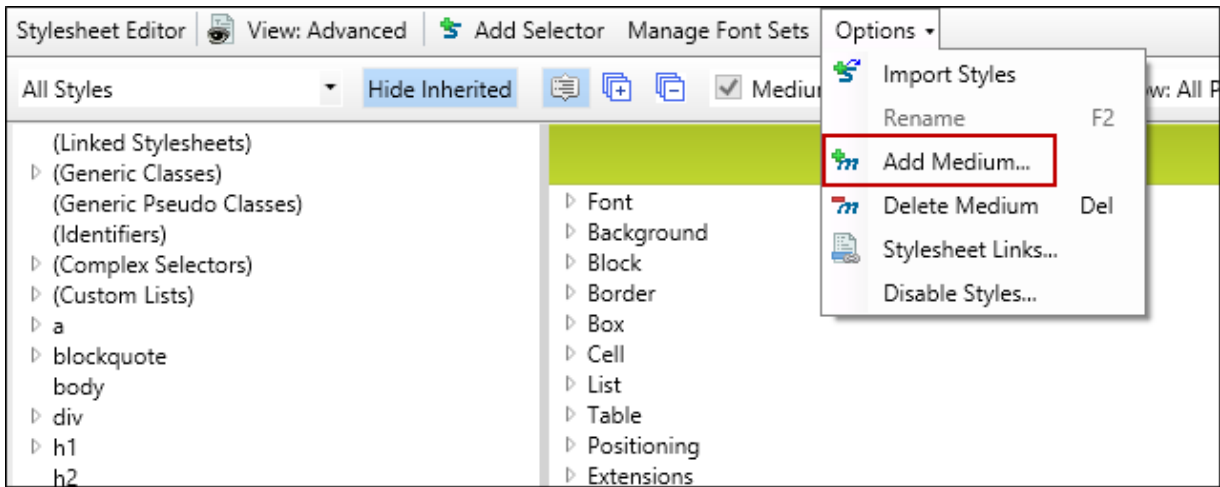 Stylesheet Editor View: Advanced Add Selector Manage Font Sets Options
All Styles Hide Inherited Mediu w: All P
Import Styles
Rename F2
Add Medium...
Delete Medium Del
Stylesheet Links...
Disable Styles...
(Linked Stylesheets)
(Generic Classes)
(Generic Pseudo Classes)
(Identifiers)
(Complex Selectors)
(Custom Lists)
a
blockquote
body
div
h1
h2
Font
Background
Block
Border
Box
Cell
List
Table
Positioning
Extensions